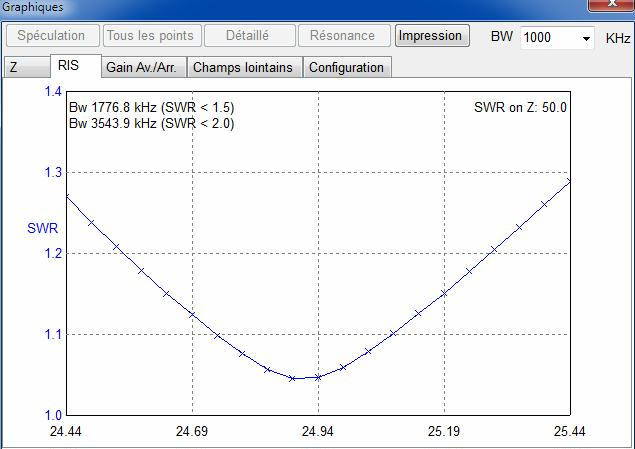 Graphiques
Spéculation Tous les points Détaillé Résonance Impression BW 1000 KHz
Z RIS Gain Av./Arr. Champs lointains Configuration
1.4
Bw 1776.8 kHz (SWR < 1.5) SWR on Z: 50.0
Bw 3543.9 kHz (SWR < 2.0)
1.3
SWR
1.2
1.1
1.0
24.44 24.69 24.94 25.19 25.44